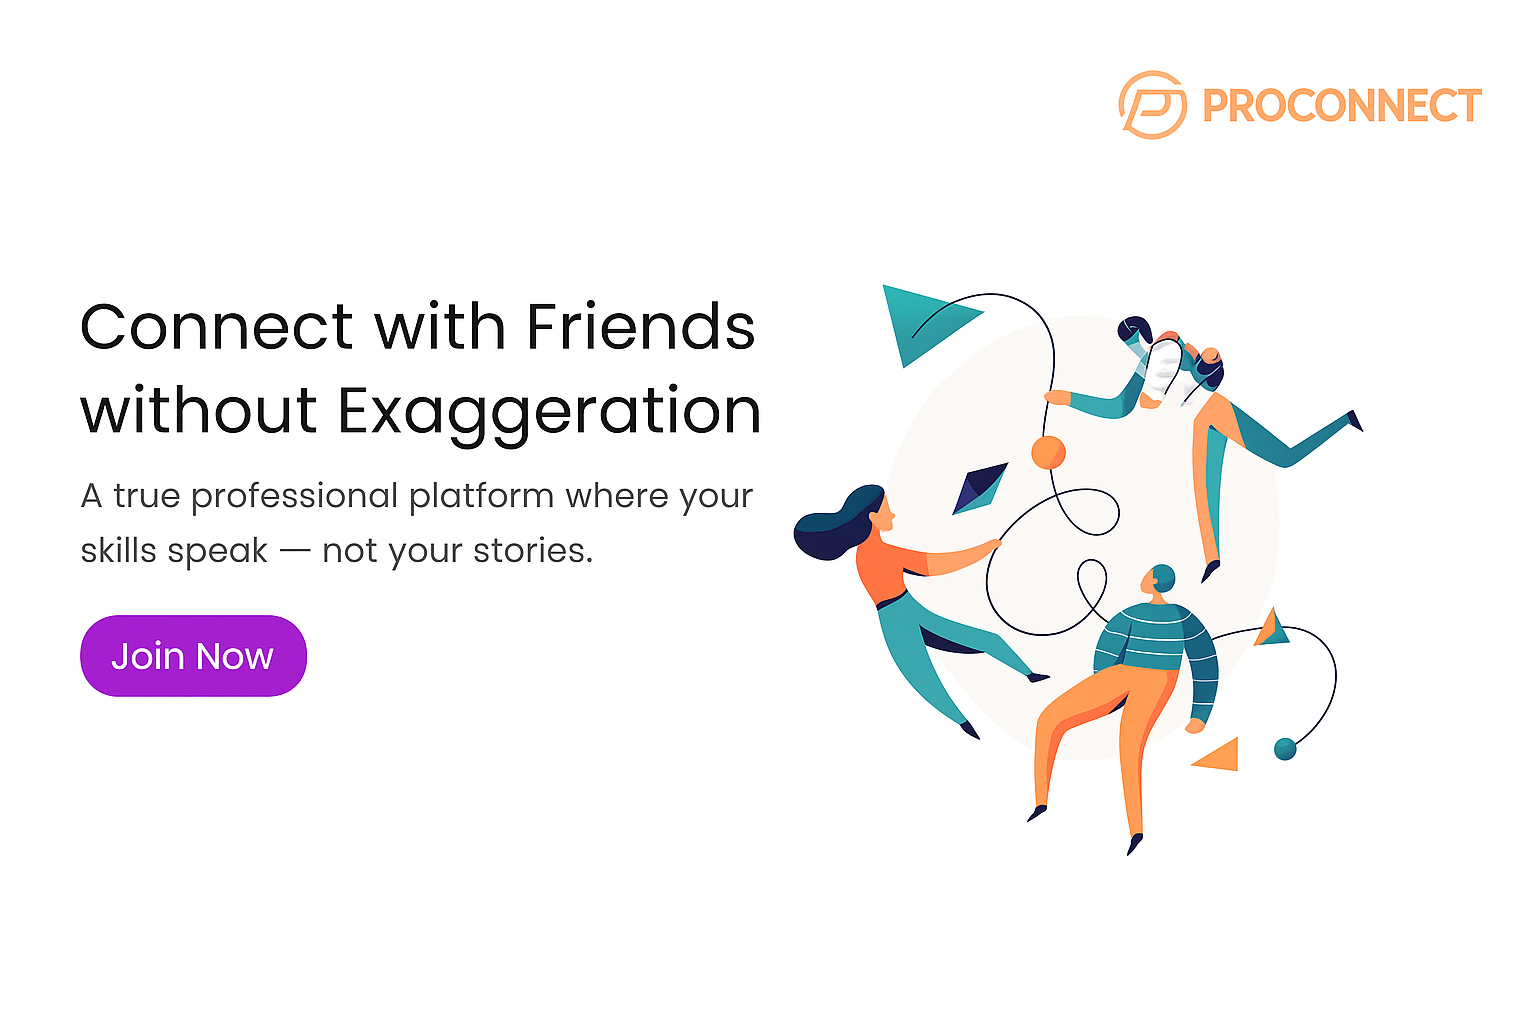 PROCONNECT
Connect with Friends
without Exaggeration
A true professional platform where your
skills speak — not your stories.
Join Now